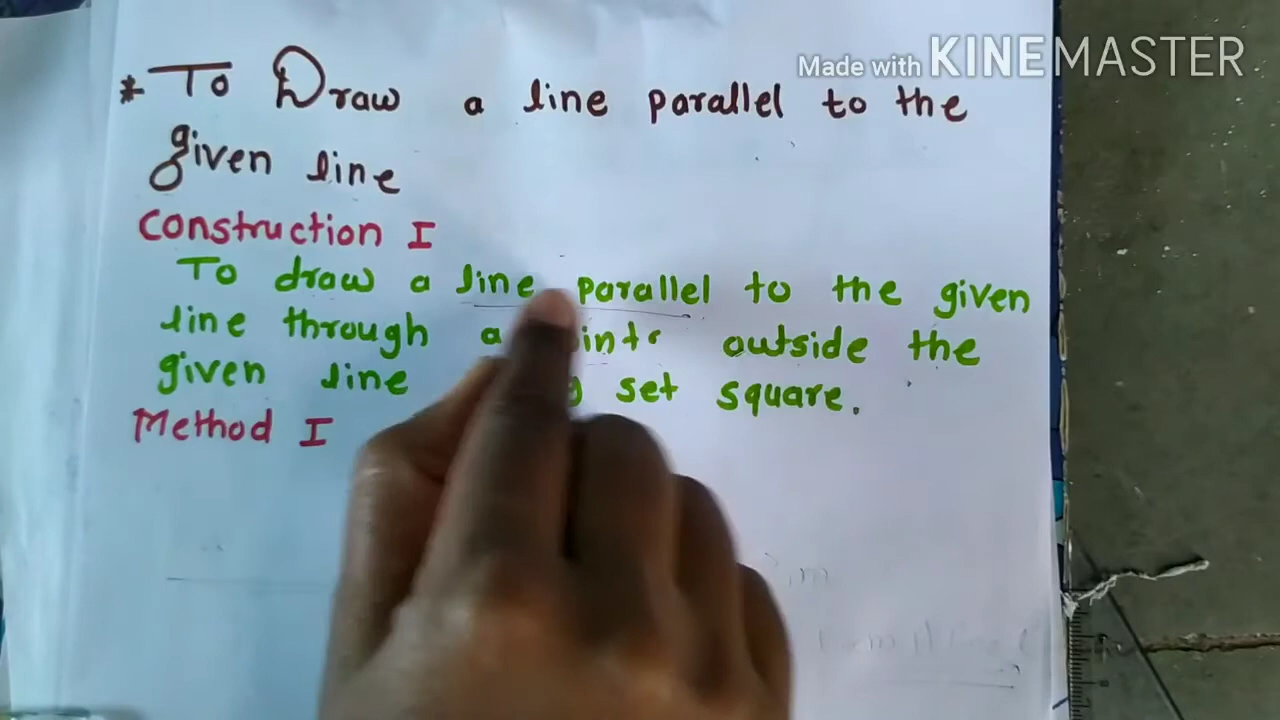 Made with KINEMASTER
* To Draw a line parallel to the
given line
Construction I
To draw a line parallel to the given
line through a outside the
given line set square.
Method I